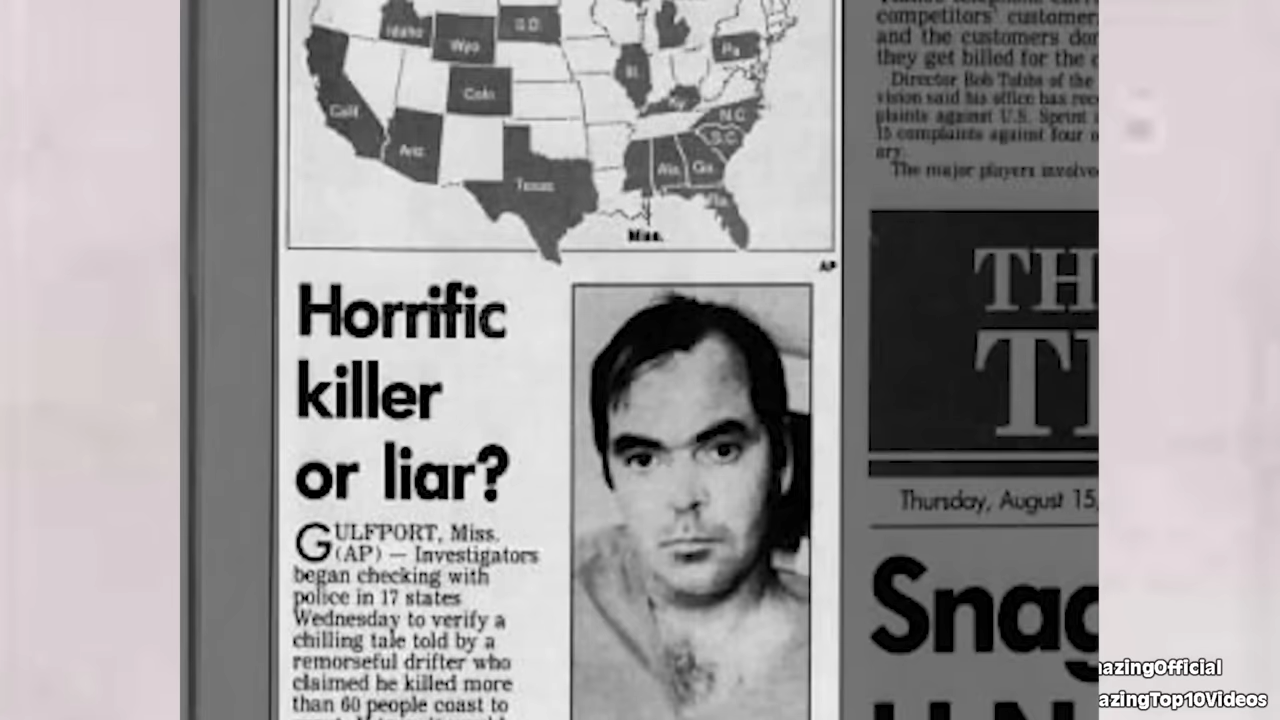 Idaho
Wyo
S.D.
Pa
Colo
Ill
Ky
Calif
N.C.
S.C.
Ariz
Texas
Ala
Ga
Fla
Miss.
AP
Horrific
killer
or liar?
GULFPORT, Miss.
(AP) — Investigators
began checking with
police in 17 states
Wednesday to verify a
chilling tale told by a
remorseful drifter who
claimed he killed more
than 60 people coast to
competitors' customer
and the customers don
they get billed for the
Director Bob Tubbs of the
vision said his office has rec
plaints against U.S. Sprint
15 complaints against four
ary.
The major players involve
TH
TI
Thursday, August 15,
Snag
azingOfficial
azingTop10Videos